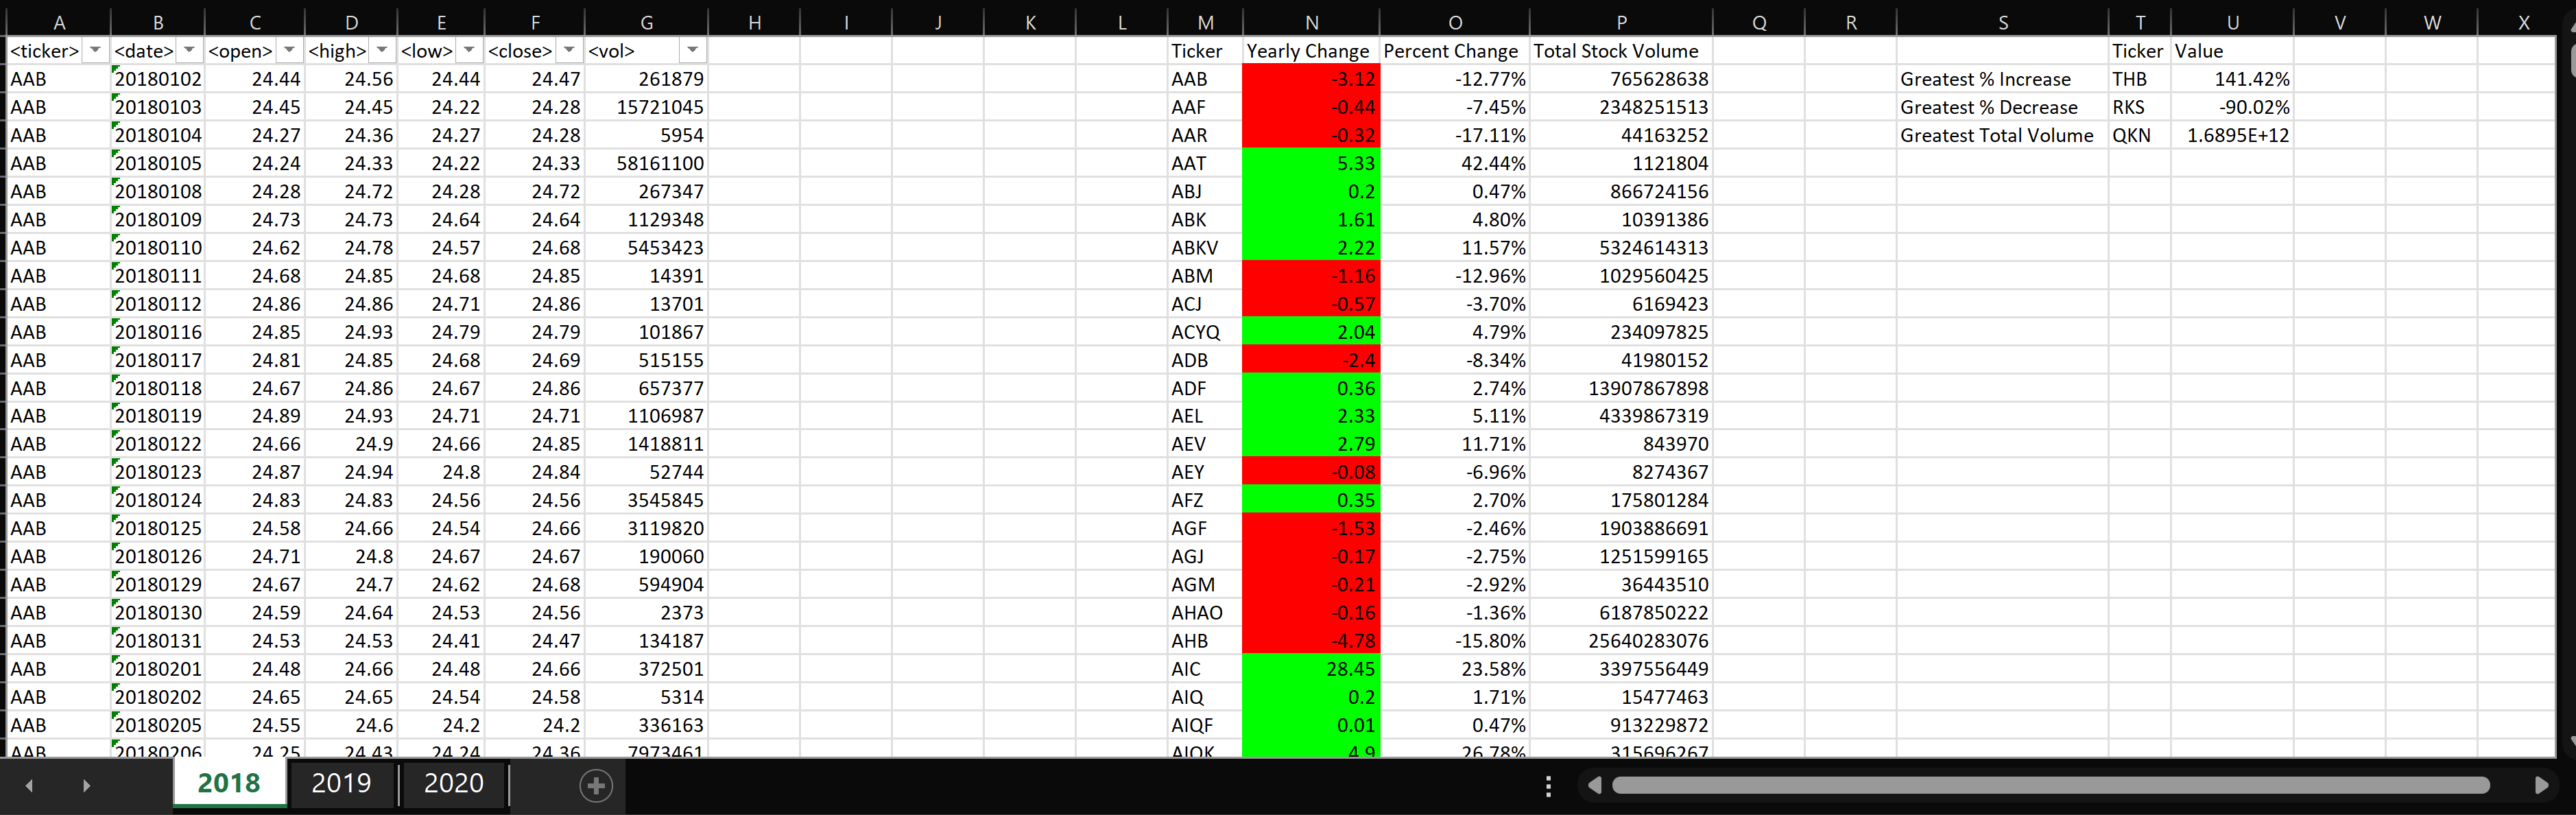 A B C D E F G H I J K L M N O P Q R S T U V W X
<ticker> <date> <open> <high> <low> <close> <vol> Ticker Yearly Change Percent Change Total Stock Volume Ticker Value
AAB 20180102 24.44 24.56 24.44 24.47 261879 AAB -3.12 -12.77% 765628638 Greatest % Increase THB 141.42%
AAB 20180103 24.45 24.45 24.22 24.28 15721045 AAF -0.44 -7.45% 2348251513 Greatest % Decrease RKS -90.02%
AAB 20180104 24.27 24.36 24.27 24.28 5954 AAR -0.32 -17.11% 44163252 Greatest Total Volume QKN 1.6895E+12
AAB 20180105 24.24 24.33 24.22 24.33 58161100 AAT 5.33 42.44% 1121804
AAB 20180108 24.28 24.72 24.28 24.72 267347 ABJ 0.2 0.47% 866724156
AAB 20180109 24.73 24.73 24.64 24.64 1129348 ABK 1.61 4.80% 10391386
AAB 20180110 24.62 24.78 24.57 24.68 5453423 ABKV 2.22 11.57% 5324614313
AAB 20180111 24.68 24.85 24.68 24.85 14391 ABM -1.16 -12.96% 1029560425
AAB 20180112 24.86 24.86 24.71 24.86 13701 ACJ -0.57 -3.70% 6169423
AAB 20180116 24.85 24.93 24.79 24.79 101867 ACYQ 2.04 4.79% 234097825
AAB 20180117 24.81 24.85 24.68 24.69 515155 ADB -2.4 -8.34% 41980152
AAB 20180118 24.67 24.86 24.67 24.86 657377 ADF 0.36 2.74% 13907867898
AAB 20180119 24.89 24.93 24.71 24.71 1106987 AEL 2.33 5.11% 4339867319
AAB 20180122 24.66 24.9 24.66 24.85 1418811 AEV 2.79 11.71% 843970
AAB 20180123 24.87 24.94 24.8 24.84 52744 AEY -0.08 -6.96% 8274367
AAB 20180124 24.83 24.83 24.56 24.56 3545845 AFZ 0.35 2.70% 175801284
AAB 20180125 24.58 24.66 24.54 24.66 3119820 AGF -1.53 -2.46% 1903886691
AAB 20180126 24.71 24.8 24.67 24.67 190060 AGJ -0.17 -2.75% 1251599165
AAB 20180129 24.67 24.7 24.62 24.68 594904 AGM -0.21 -2.92% 36443510
AAB 20180130 24.59 24.64 24.53 24.56 2373 AHAO -0.16 -1.36% 6187850222
AAB 20180131 24.53 24.53 24.41 24.47 134187 AHB -4.78 -15.80% 25640283076
AAB 20180201 24.48 24.66 24.48 24.66 372501 AIC 28.45 23.58% 3397556449
AAB 20180202 24.65 24.65 24.54 24.58 5314 AIQ 0.2 1.71% 15477463
AAB 20180205 24.55 24.6 24.2 24.2 336163 AIQF 0.01 0.47% 913229872
AAB 20180206 24.25 24.43 24.24 24.36 7973461 AIQK 4.9 26.78% 315696267
2018 2019 2020